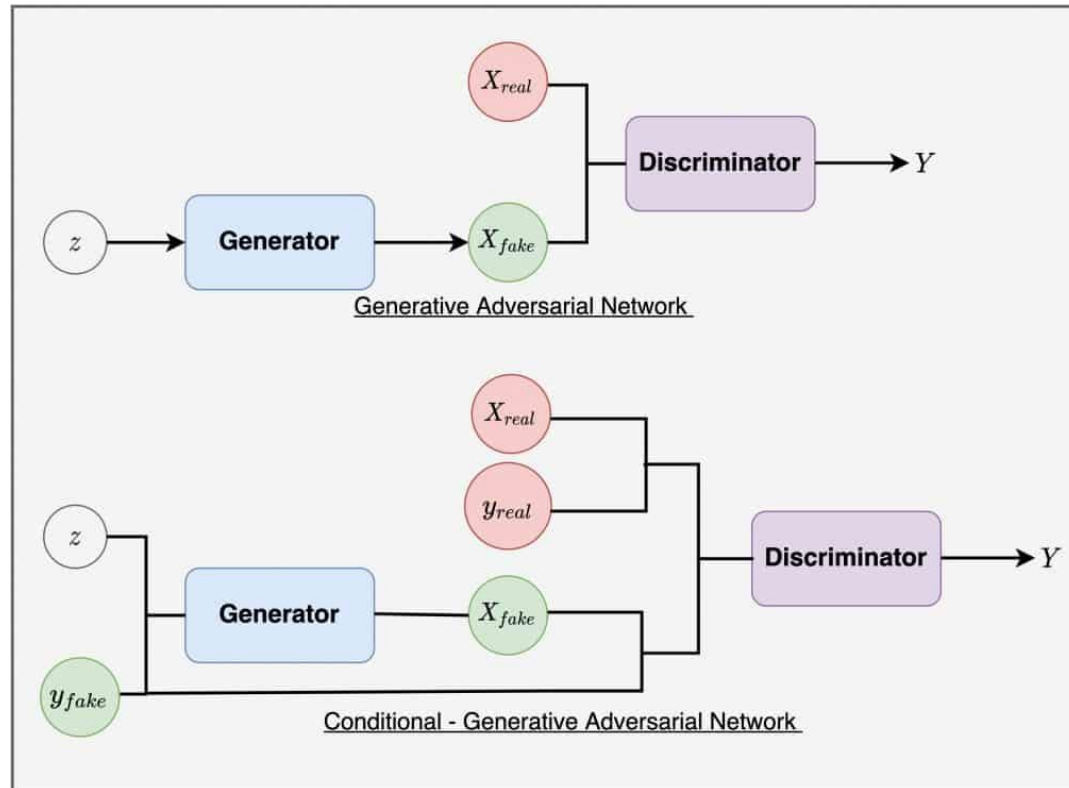 X_real
Discriminator
Y
z
Generator
X_fake
Generative Adversarial Network
X_real
y_real
z
Discriminator
Y
Generator
X_fake
y_fake
Conditional - Generative Adversarial Network